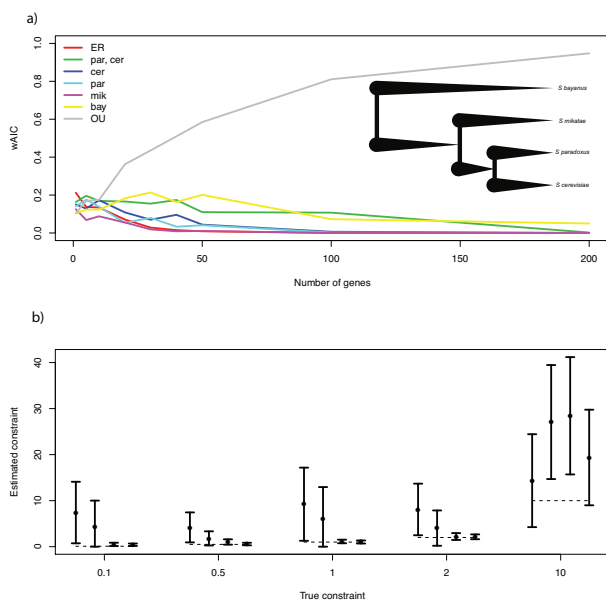 a)
1.0
0.8
0.6
0.4
0.2
0.0
wAIC
ER
par, cer
cer
par
mik
bay
OU
S bayanus
S mikatae
S paradoxus
S cerevisiae
0 50 100 150 200
Number of genes
b)
40
30
20
10
0
Estimated constraint
0.1 0.5 1 2 10
True constraint